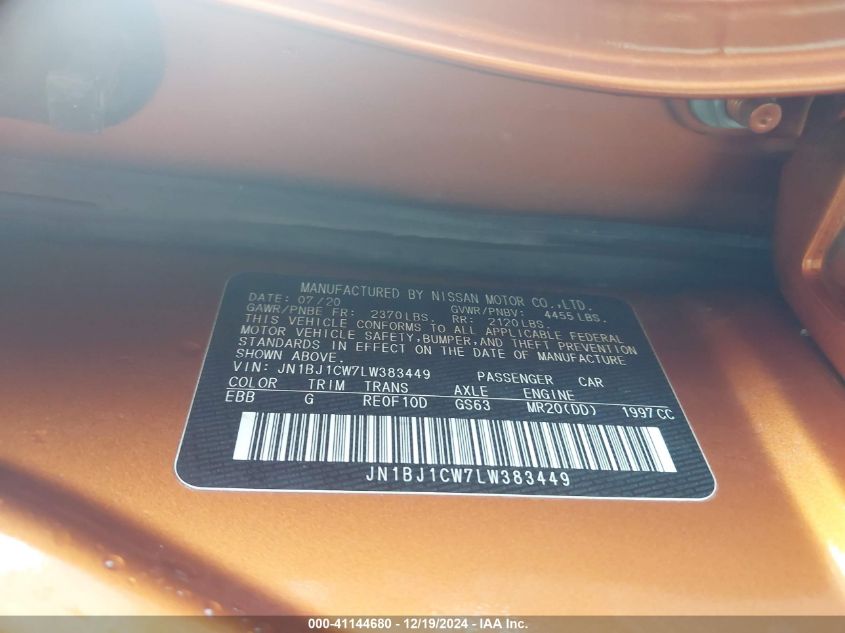 MANUFACTURED BY NISSAN MOTOR CO.,LTD.
DATE: 07/20
GAWR/PNBE FR: 2370LBS. GVWR/PNBV: 4455LBS.
RR: 2120LBS.
THIS VEHICLE CONFORMS TO ALL APPLICABLE FEDERAL
MOTOR VEHICLE SAFETY,BUMPER,AND THEFT PREVENTION
STANDARDS IN EFFECT ON THE DATE OF MANUFACTURE
SHOWN ABOVE.
VIN: JN1BJ1CW7LW383449 PASSENGER CAR
COLOR TRIM TRANS AXLE ENGINE
EBB G RE0F10D GS63 MR20(DD) 1997CC
JN1BJ1CW7LW383449
000-41144680 - 12/19/2024 - IAA Inc.